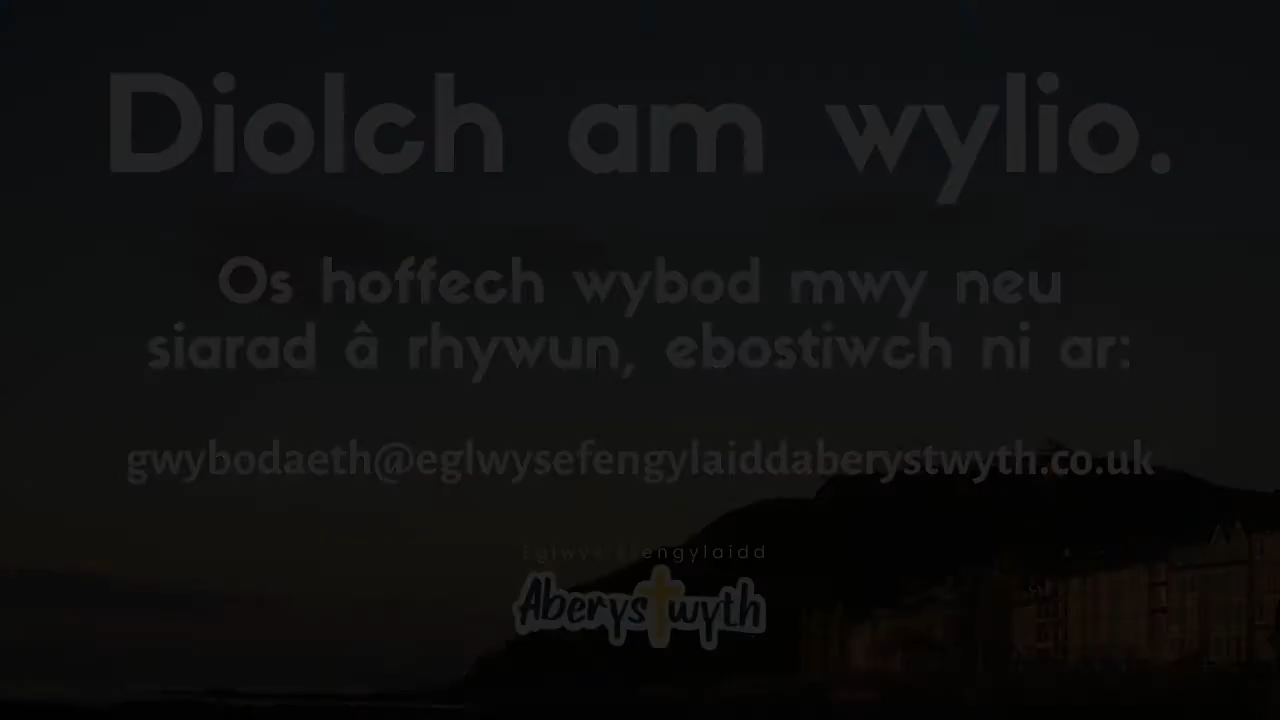 Diolch am wylio.
Os hoffech wybod mwy neu
siarad â rhywun, ebostiwch ni ar:
gwybodaeth@eglwysefengylaiddaberystwyth.co.uk
Eglwys Efengylaidd
Aberystwyth